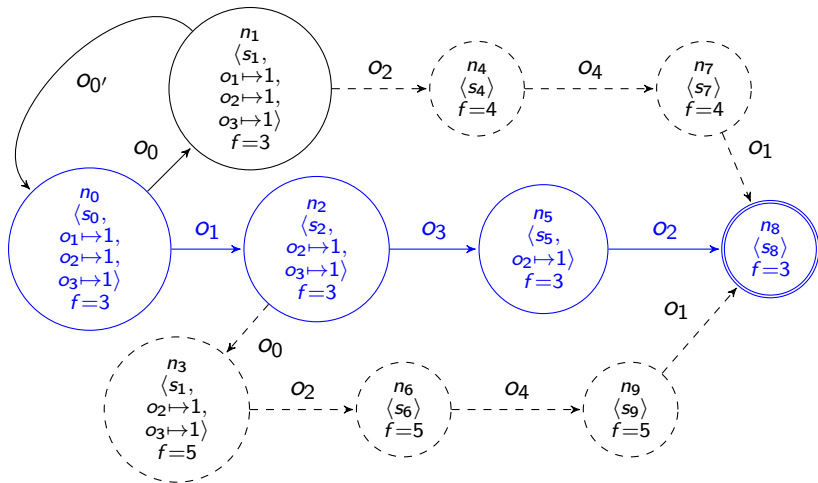 n₁
⟨s₁,
o₁↦1,
o₂↦1,
o₃↦1⟩
f=3
o₂
n₄
⟨s₄⟩
f=4
o₄
n₇
⟨s₇⟩
f=4
o₀′
o₀
o₁
n₀
⟨s₀,
o₁↦1,
o₂↦1,
o₃↦1⟩
f=3
o₁
n₂
⟨s₂,
o₂↦1,
o₃↦1⟩
f=3
o₃
n₅
⟨s₅,
o₂↦1⟩
f=3
o₂
n₈
⟨s₈⟩
f=3
o₀
o₁
n₃
⟨s₁,
o₂↦1,
o₃↦1⟩
f=5
o₂
n₆
⟨s₆⟩
f=5
o₄
n₉
⟨s₉⟩
f=5